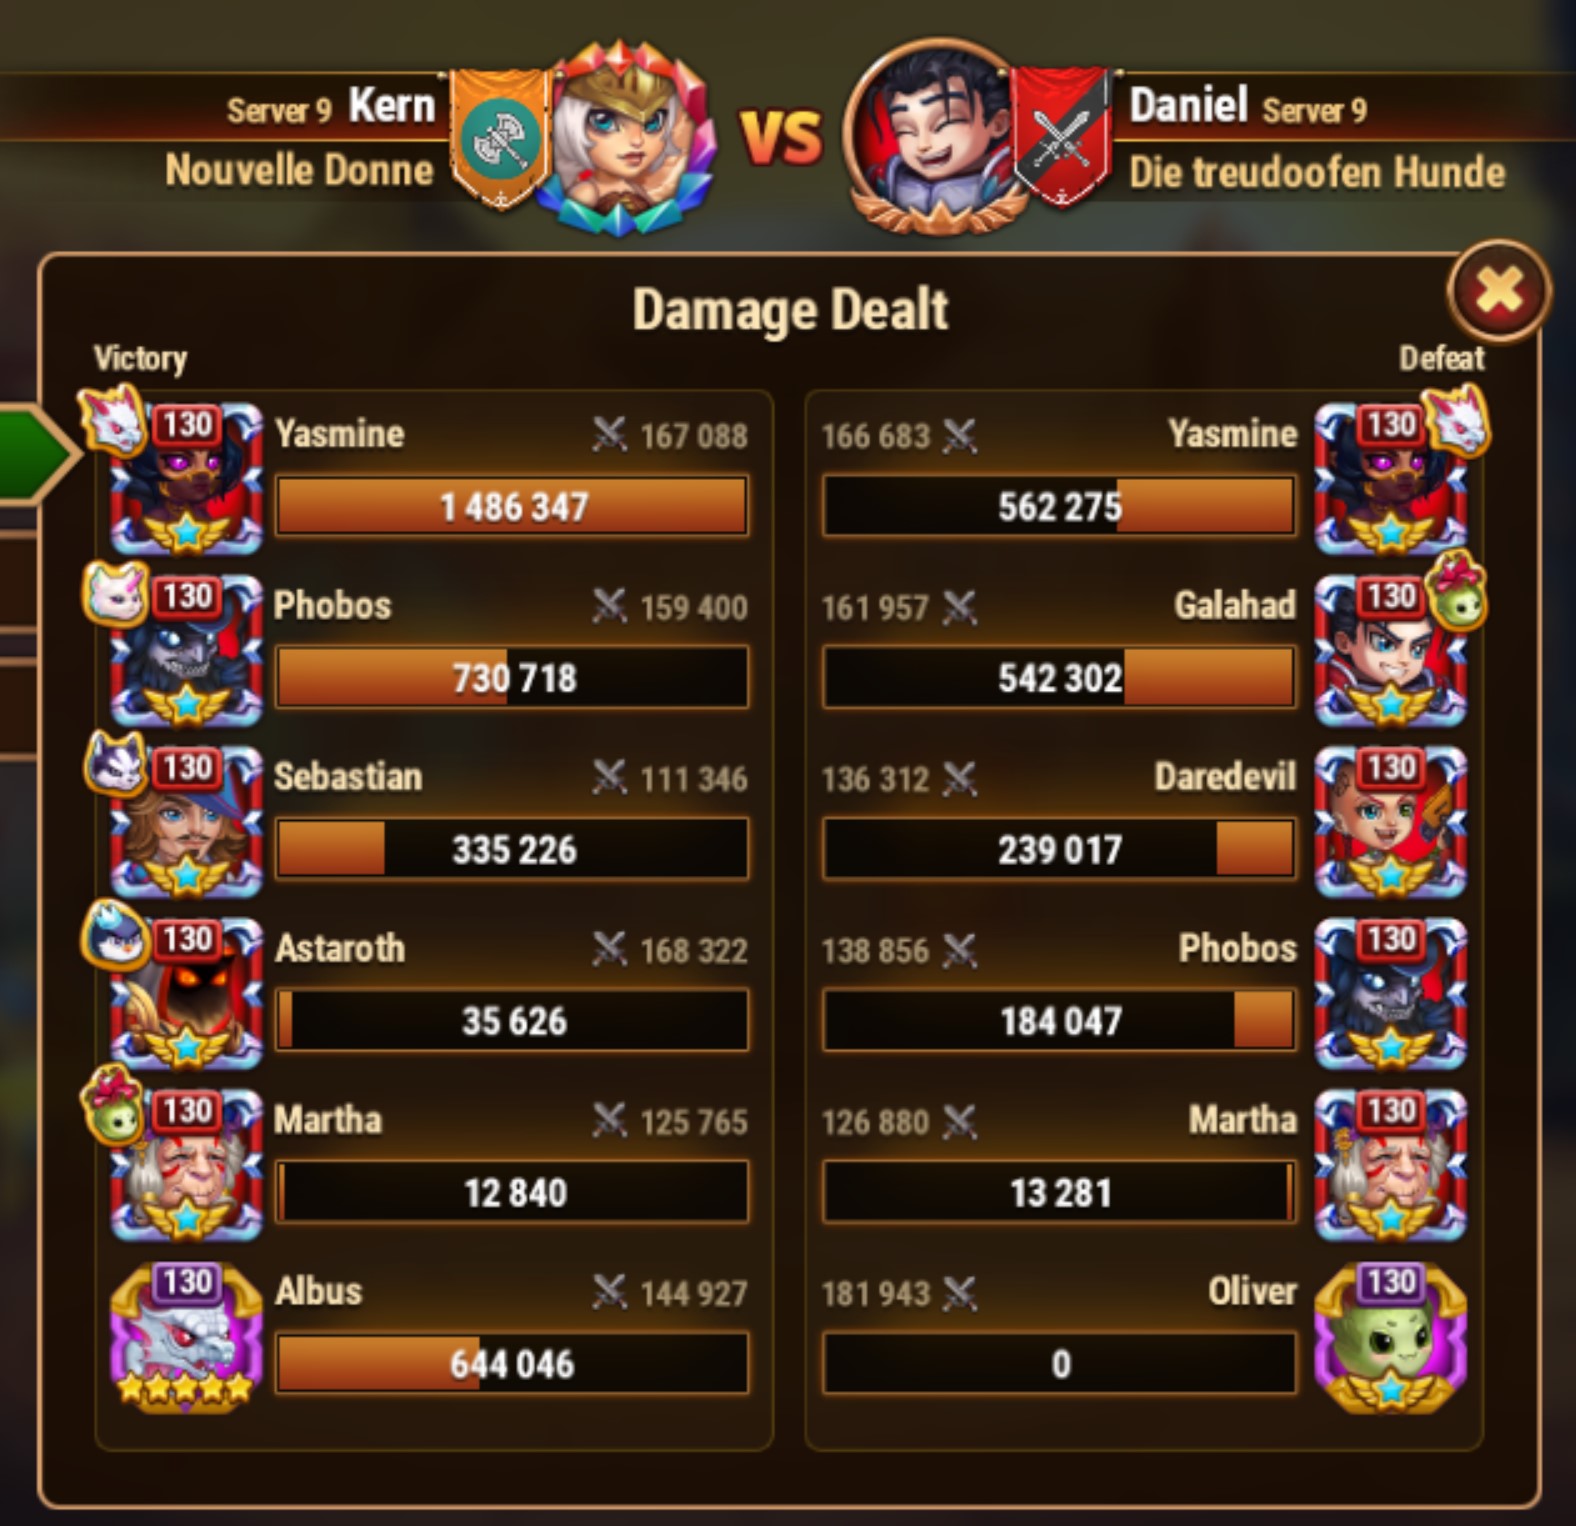 Server 9 Kern
Nouvelle Donne
VS
Daniel Server 9
Die treudoofen Hunde
Damage Dealt
Victory
Defeat
130 Yasmine 167 088
1 486 347
166 683 Yasmine 130
562 275
130 Phobos 159 400
730 718
161 957 Galahad 130
542 302
130 Sebastian 111 346
335 226
136 312 Daredevil 130
239 017
130 Astaroth 168 322
35 626
138 856 Phobos 130
184 047
130 Martha 125 765
12 840
126 880 Martha 130
13 281
130 Albus 144 927
644 046
181 943 Oliver 130
0